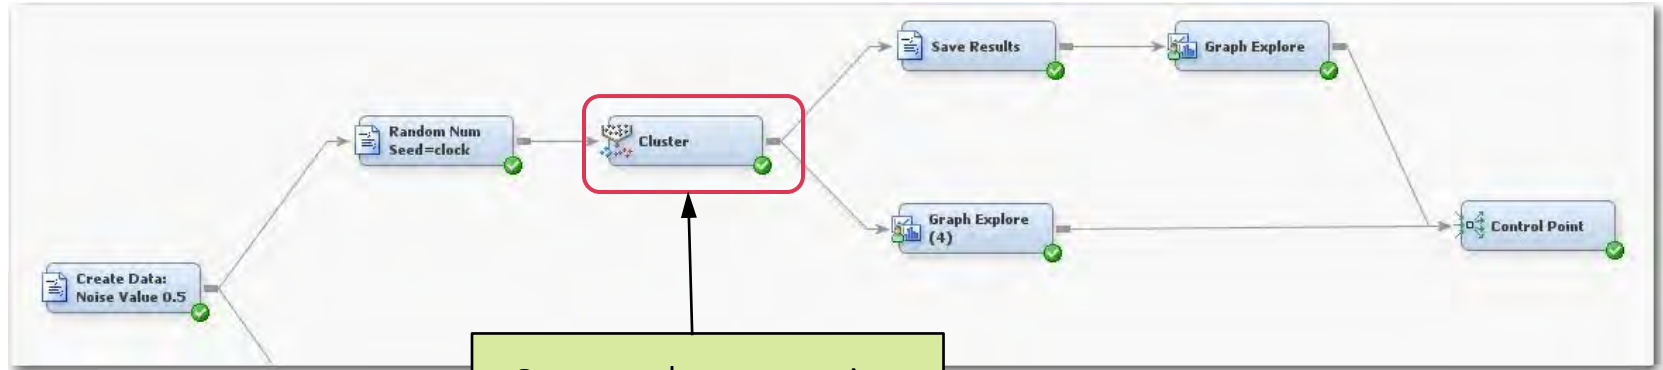 Save Results
Graph Explore
Random Num
Seed=clock
Cluster
Graph Explore
(4)
Control Point
Create Data:
Noise Value 0.5